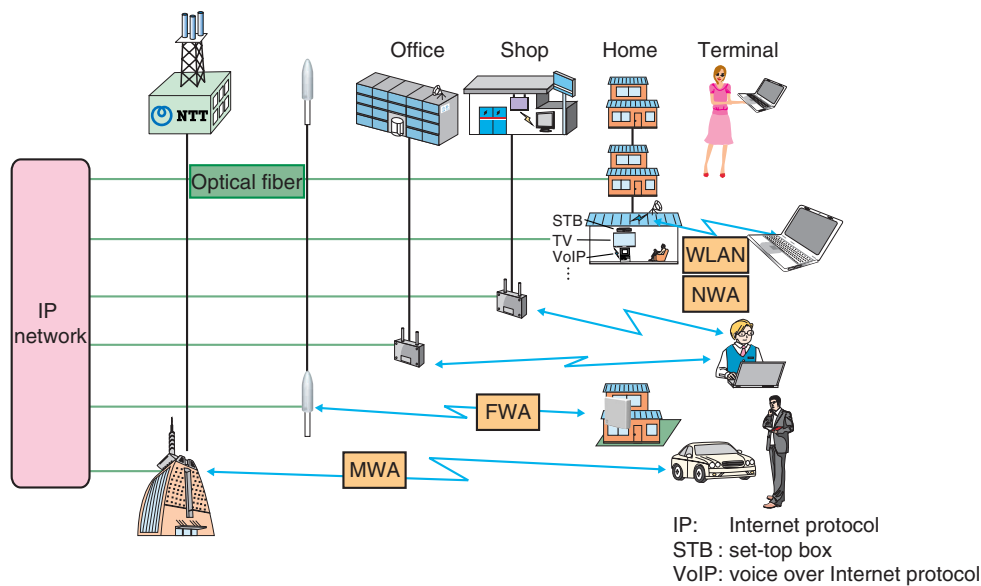 Office
Shop
Home
Terminal
NTT
Optical fiber
STB
TV
VoIP
⋮
WLAN
NWA
IP
network
FWA
MWA
IP: Internet protocol
STB : set-top box
VoIP: voice over Internet protocol